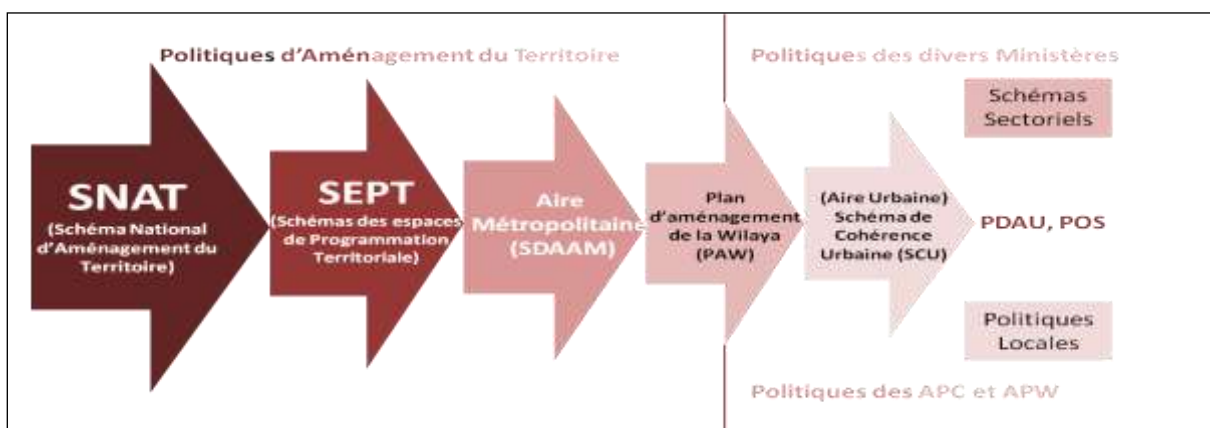 Politiques d'Aménagement du Territoire
Politiques des divers Ministères
SNAT
(Schéma National
d'Aménagement du
Territoire)
SEPT
(Schémas des espaces
de Programmation
Territoriale)
Aire
Métropolitaine
(SDAAM)
Plan
d'aménagement
de la Wilaya
(PAW)
(Aire Urbaine)
Schéma de
Cohérence
Urbaine (SCU)
Schémas
Sectoriels
PDAU, POS
Politiques
Locales
Politiques des APC et APW